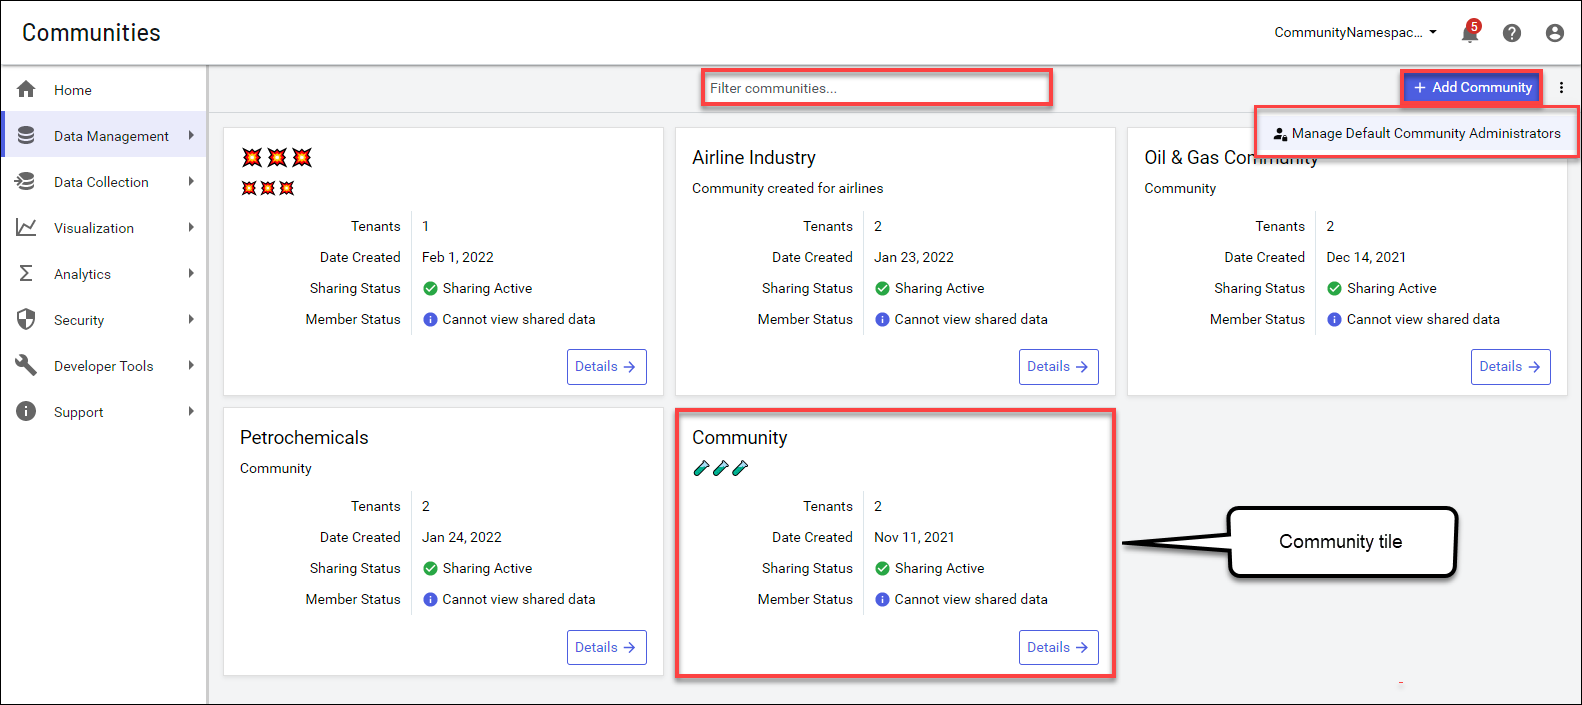 Communities
CommunityNamespac...
5
Home
Data Management
Data Collection
Visualization
Analytics
Security
Developer Tools
Support
Filter communities...
+ Add Community
Manage Default Community Administrators
💥💥💥
💥💥💥
Tenants 1
Date Created Feb 1, 2022
Sharing Status Sharing Active
Member Status Cannot view shared data
Details →
Airline Industry
Community created for airlines
Tenants 2
Date Created Jan 23, 2022
Sharing Status Sharing Active
Member Status Cannot view shared data
Details →
Oil & Gas Community
Community
Tenants 2
Date Created Dec 14, 2021
Sharing Status Sharing Active
Member Status Cannot view shared data
Details →
Petrochemicals
Community
Tenants 2
Date Created Jan 24, 2022
Sharing Status Sharing Active
Member Status Cannot view shared data
Details →
Community
🧪🧪🧪
Tenants 2
Date Created Nov 11, 2021
Sharing Status Sharing Active
Member Status Cannot view shared data
Details →
Community tile